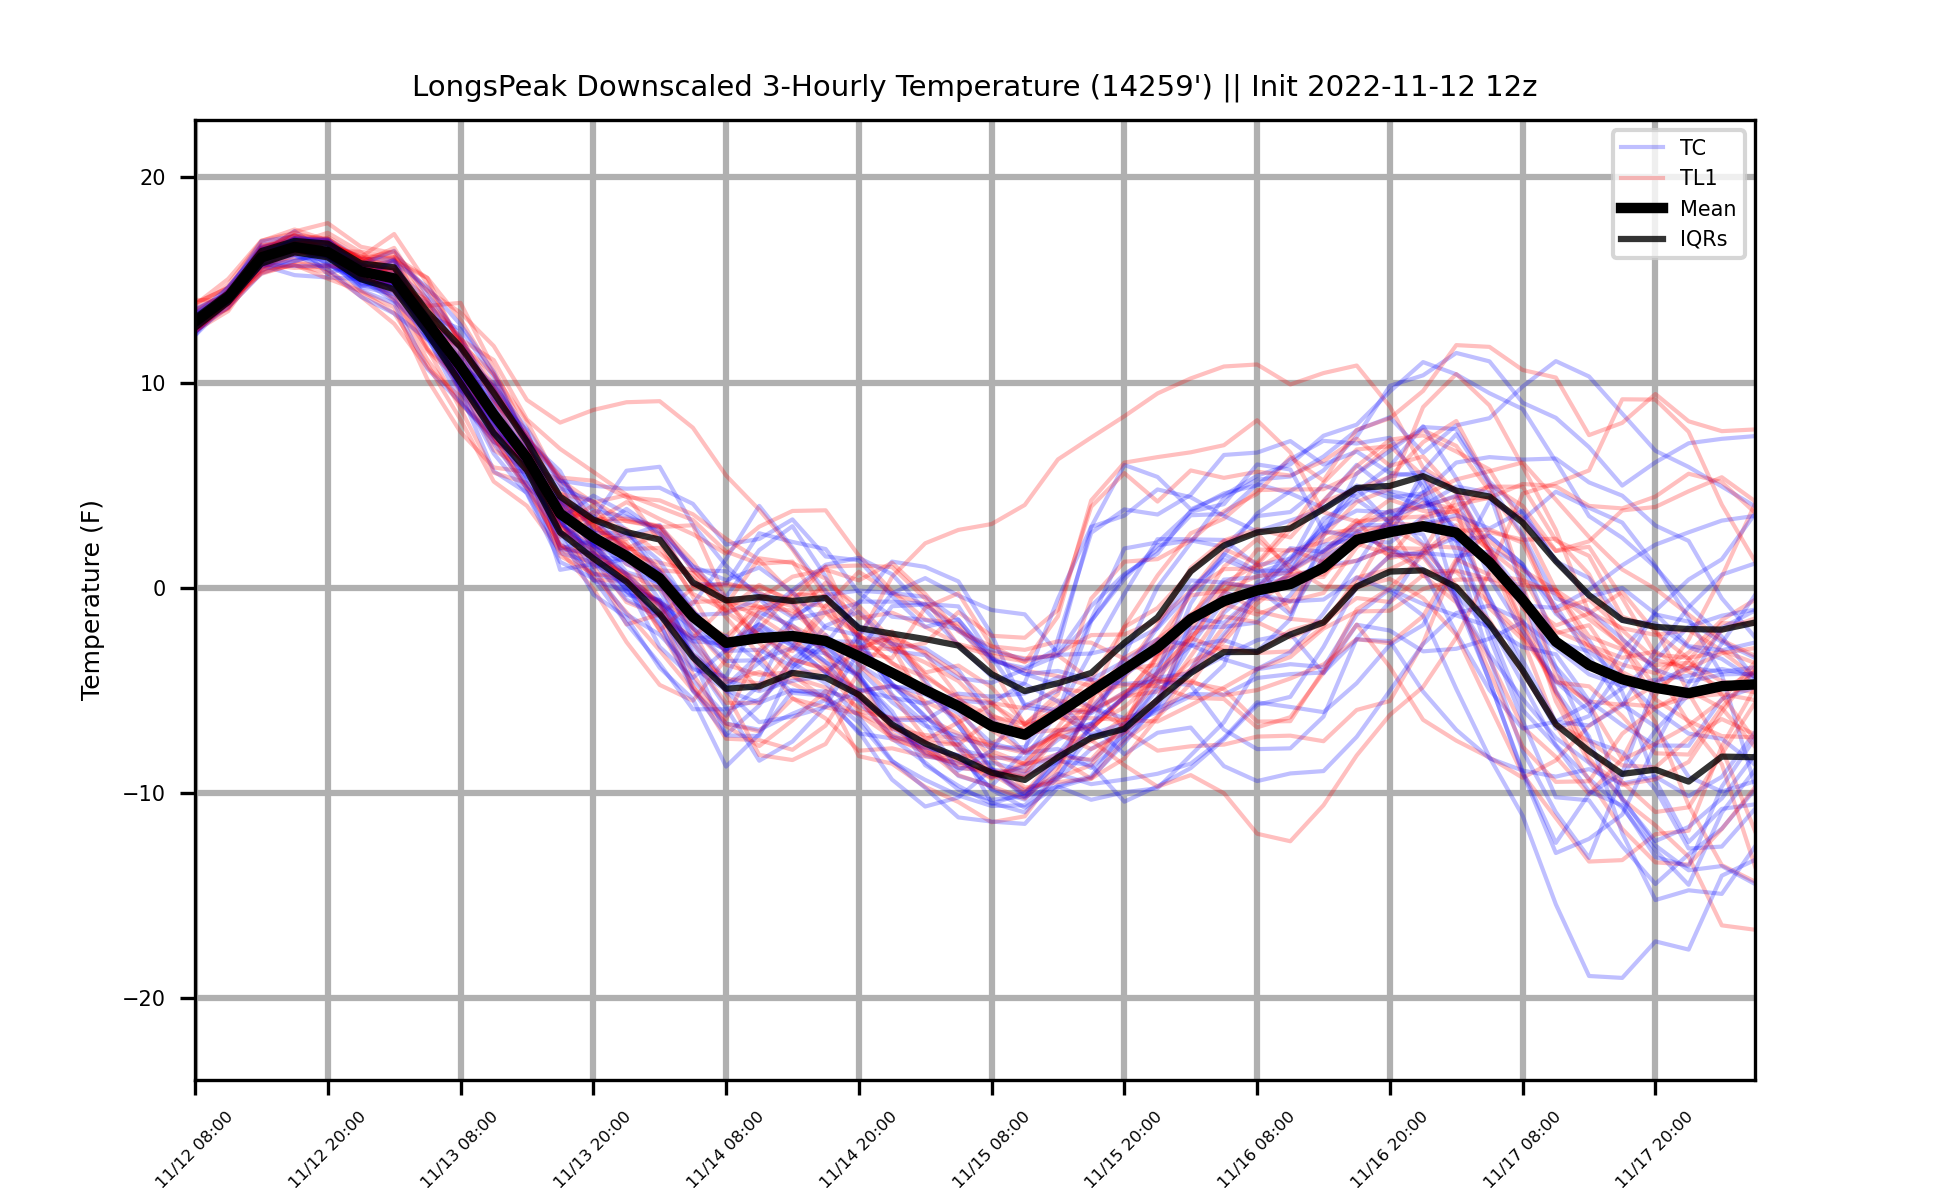 LongsPeak Downscaled 3-Hourly Temperature (14259') || Init 2022-11-12 12z
TC
TL1
Mean
IQRs
Temperature (F)
20
10
0
−10
−20
11/12 08:00
11/12 20:00
11/13 08:00
11/13 20:00
11/14 08:00
11/14 20:00
11/15 08:00
11/15 20:00
11/16 08:00
11/16 20:00
11/17 08:00
11/17 20:00